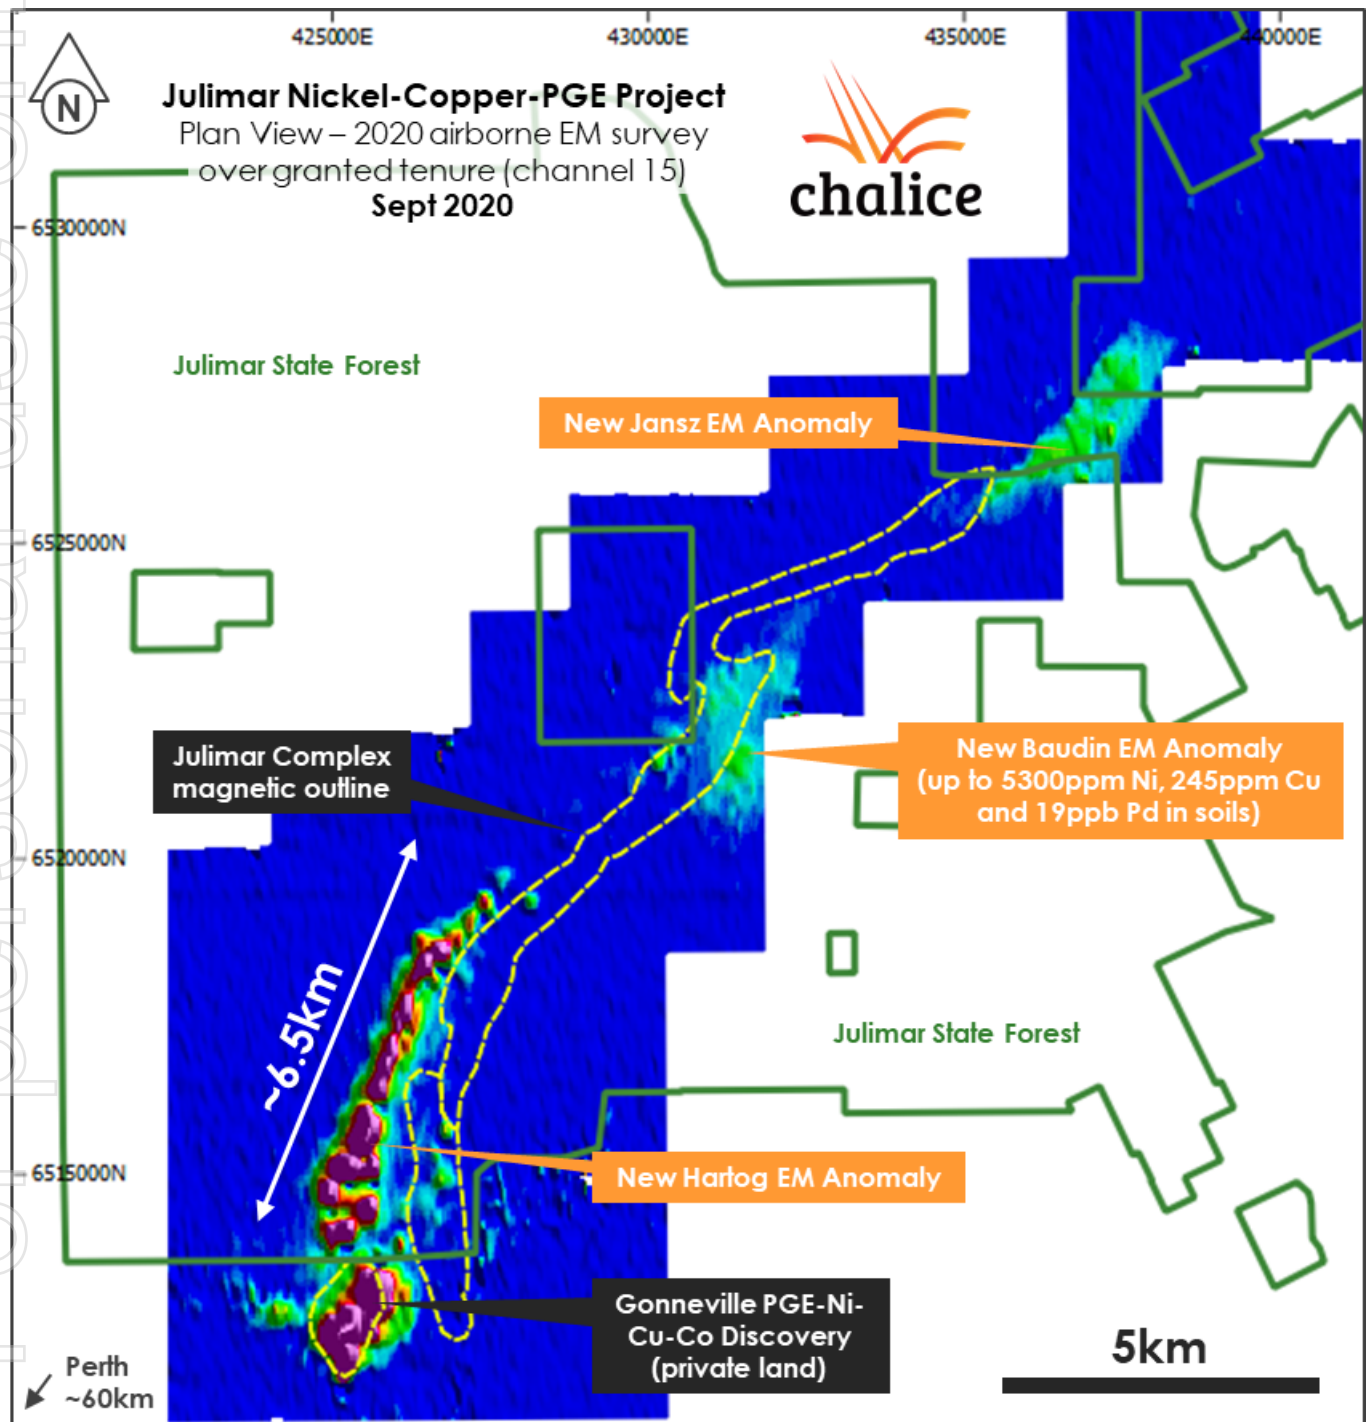 425000E
430000E
435000E
440000E
N
Julimar Nickel-Copper-PGE Project
Plan View – 2020 airborne EM survey
over granted tenure (channel 15)
Sept 2020
chalice
6530000N
Julimar State Forest
New Jansz EM Anomaly
6525000N
Julimar Complex
magnetic outline
New Baudin EM Anomaly
(up to 5300ppm Ni, 245ppm Cu
and 19ppb Pd in soils)
6520000N
~6.5km
Julimar State Forest
6515000N
New Hartog EM Anomaly
Gonneville PGE-Ni-
Cu-Co Discovery
(private land)
5km
Perth
~60km